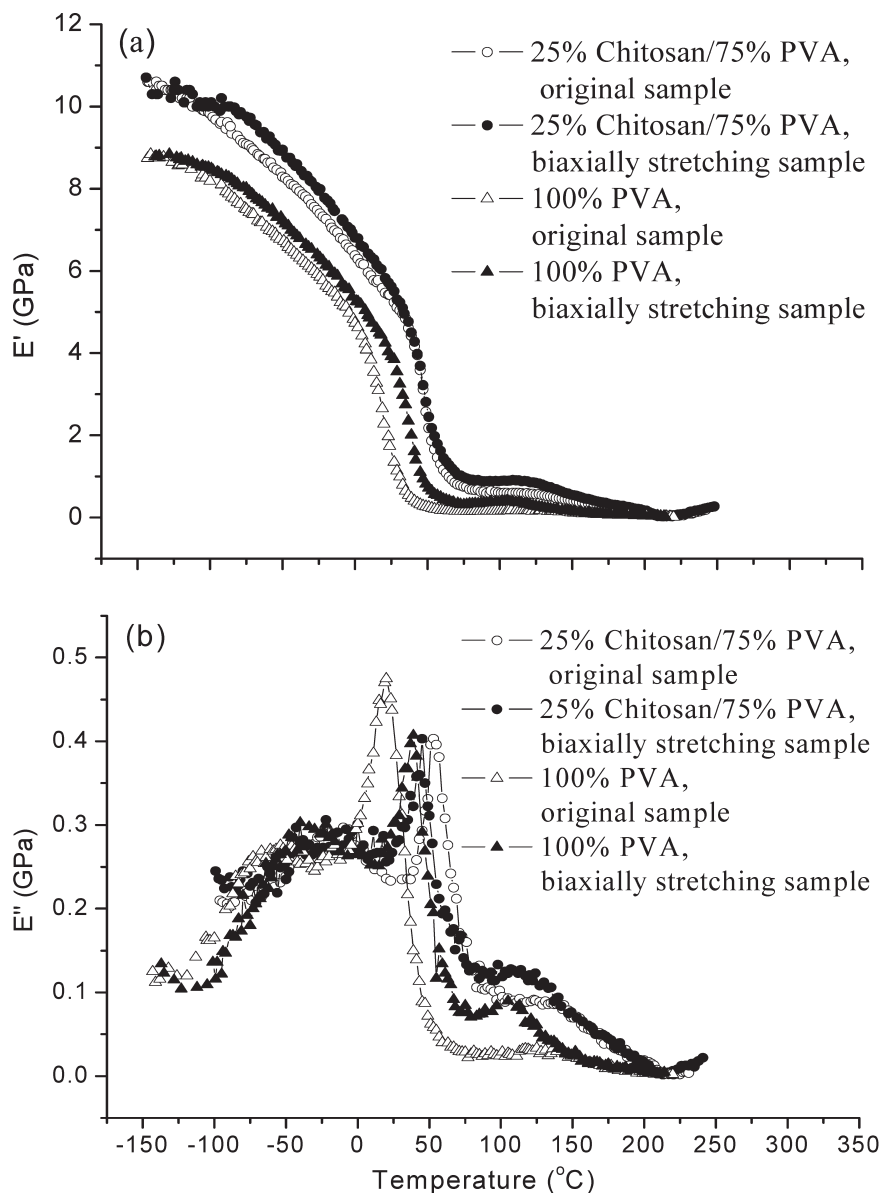 (a)
25% Chitosan/75% PVA,
original sample
25% Chitosan/75% PVA,
biaxially stretching sample
100% PVA,
original sample
100% PVA,
biaxially stretching sample
12
10
8
6
4
2
0
E' (GPa)
(b)
25% Chitosan/75% PVA,
original sample
25% Chitosan/75% PVA,
biaxially stretching sample
100% PVA,
original sample
100% PVA,
biaxially stretching sample
0.5
0.4
0.3
0.2
0.1
0.0
E" (GPa)
-150 -100 -50 0 50 100 150 200 250 300 350
Temperature (°C)